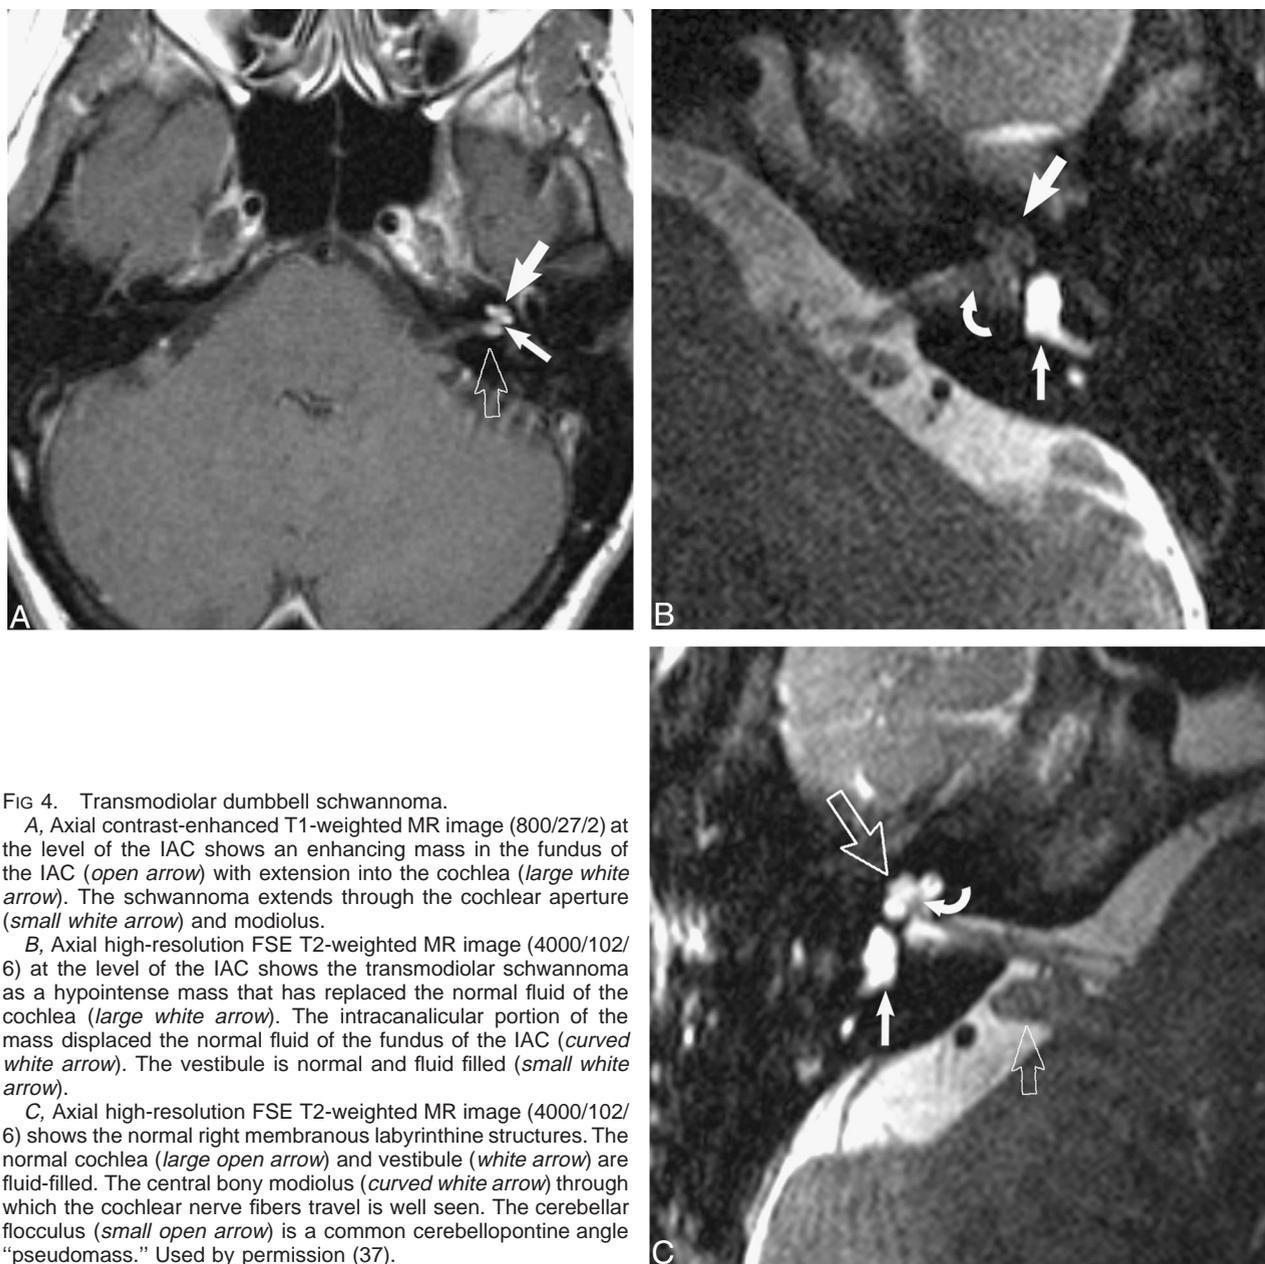 A
B
FIG 4. Transmodiolar dumbbell schwannoma.
A, Axial contrast-enhanced T1-weighted MR image (800/27/2) at
the level of the IAC shows an enhancing mass in the fundus of
the IAC (open arrow) with extension into the cochlea (large white
arrow). The schwannoma extends through the cochlear aperture
(small white arrow) and modiolus.
B, Axial high-resolution FSE T2-weighted MR image (4000/102/
6) at the level of the IAC shows the transmodiolar schwannoma
as a hypointense mass that has replaced the normal fluid of the
cochlea (large white arrow). The intracanalicular portion of the
mass displaced the normal fluid of the fundus of the IAC (curved
white arrow). The vestibule is normal and fluid filled (small white
arrow).
C, Axial high-resolution FSE T2-weighted MR image (4000/102/
6) shows the normal right membranous labyrinthine structures. The
normal cochlea (large open arrow) and vestibule (white arrow) are
fluid-filled. The central bony modiolus (curved white arrow) through
which the cochlear nerve fibers travel is well seen. The cerebellar
flocculus (small open arrow) is a common cerebellopontine angle
‘‘pseudomass.’’ Used by permission (37).
C